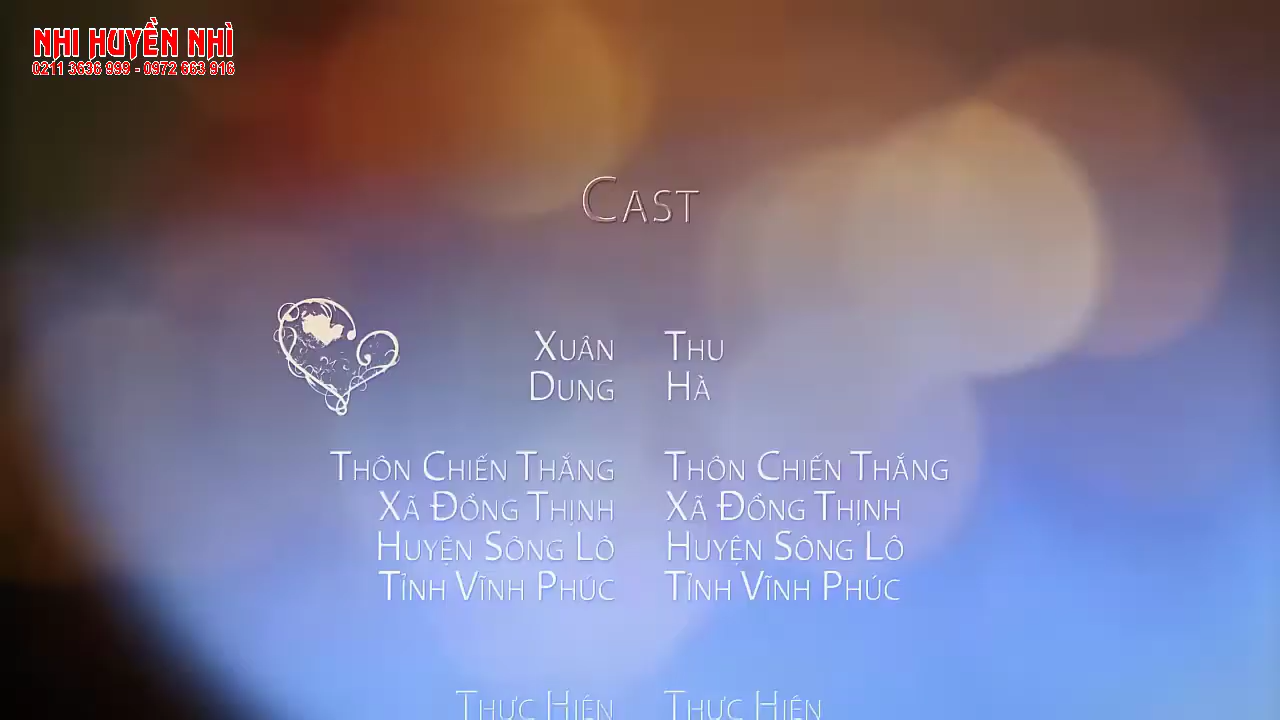 NHI HUYỀN NHÌ
0211 3636 999 - 0972 663 916
CAST
XUÂN THU
DUNG HÀ
THÔN CHIẾN THẮNG THÔN CHIẾN THẮNG
XÃ ĐỒNG THỊNH XÃ ĐỒNG THỊNH
HUYỆN SÔNG LÔ HUYỆN SÔNG LÔ
TỈNH VĨNH PHÚC TỈNH VĨNH PHÚC
THỰC HIỆN THỰC HIỆN